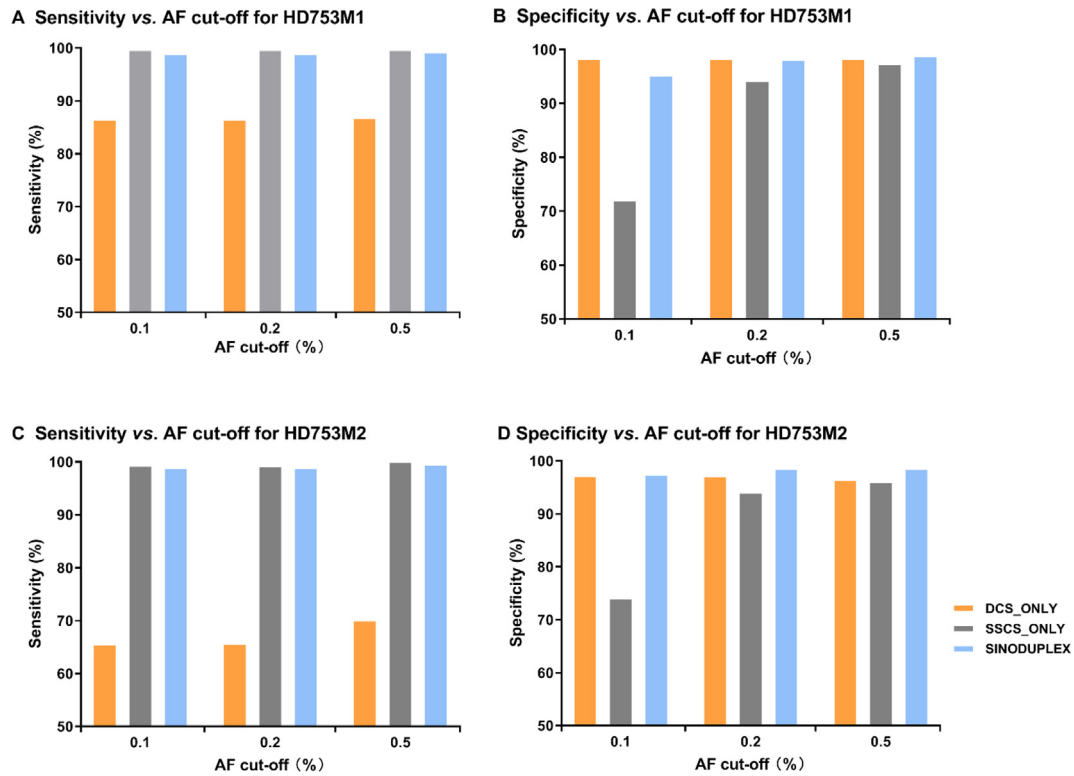 A Sensitivity vs. AF cut-off for HD753M1
Sensitivity (%)
100
90
80
70
60
50
0.1
0.2
0.5
AF cut-off (%)
B Specificity vs. AF cut-off for HD753M1
Specificity (%)
100
90
80
70
60
50
0.1
0.2
0.5
AF cut-off (%)
C Sensitivity vs. AF cut-off for HD753M2
Sensitivity (%)
100
90
80
70
60
50
0.1
0.2
0.5
AF cut-off (%)
D Specificity vs. AF cut-off for HD753M2
Specificity (%)
100
90
80
70
60
50
0.1
0.2
0.5
AF cut-off (%)
DCS_ONLY
SSCS_ONLY
SINODUPLEX